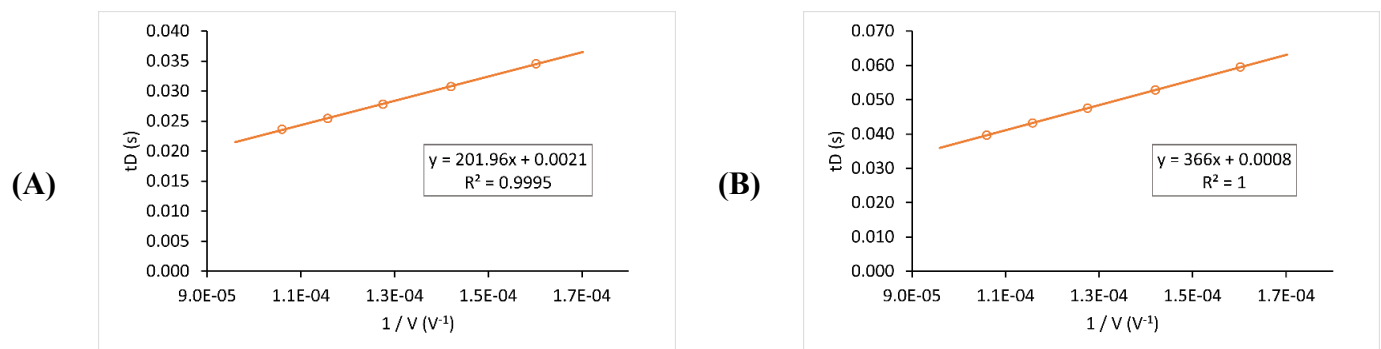 (A)
0.040
0.035
0.030
0.025
0.020
0.015
0.010
0.005
0.000
tD (s)
y = 201.96x + 0.0021
R² = 0.9995
9.0E-05 1.1E-04 1.3E-04 1.5E-04 1.7E-04
1 / V (V⁻¹)
(B)
0.070
0.060
0.050
0.040
0.030
0.020
0.010
0.000
tD (s)
y = 366x + 0.0008
R² = 1
9.0E-05 1.1E-04 1.3E-04 1.5E-04 1.7E-04
1 / V (V⁻¹)